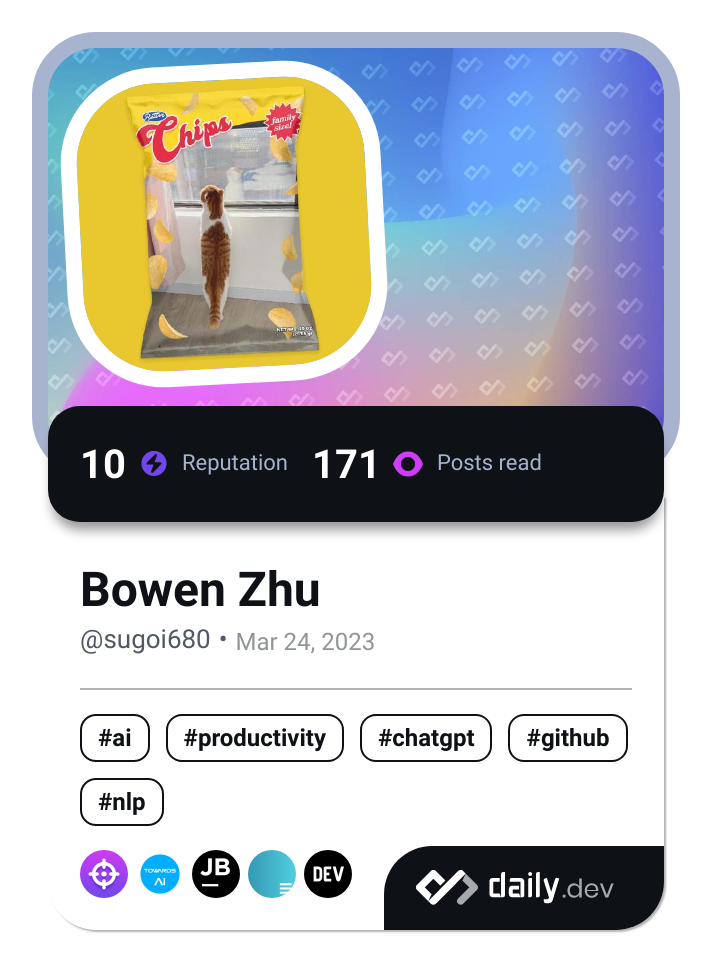 Chips
family
size!
10 Reputation 171 Posts read
Bowen Zhu
@sugoi680 • Mar 24, 2023
#ai #productivity #chatgpt #github
#nlp
TOWARDS
AI
JB
DEV
daily.dev